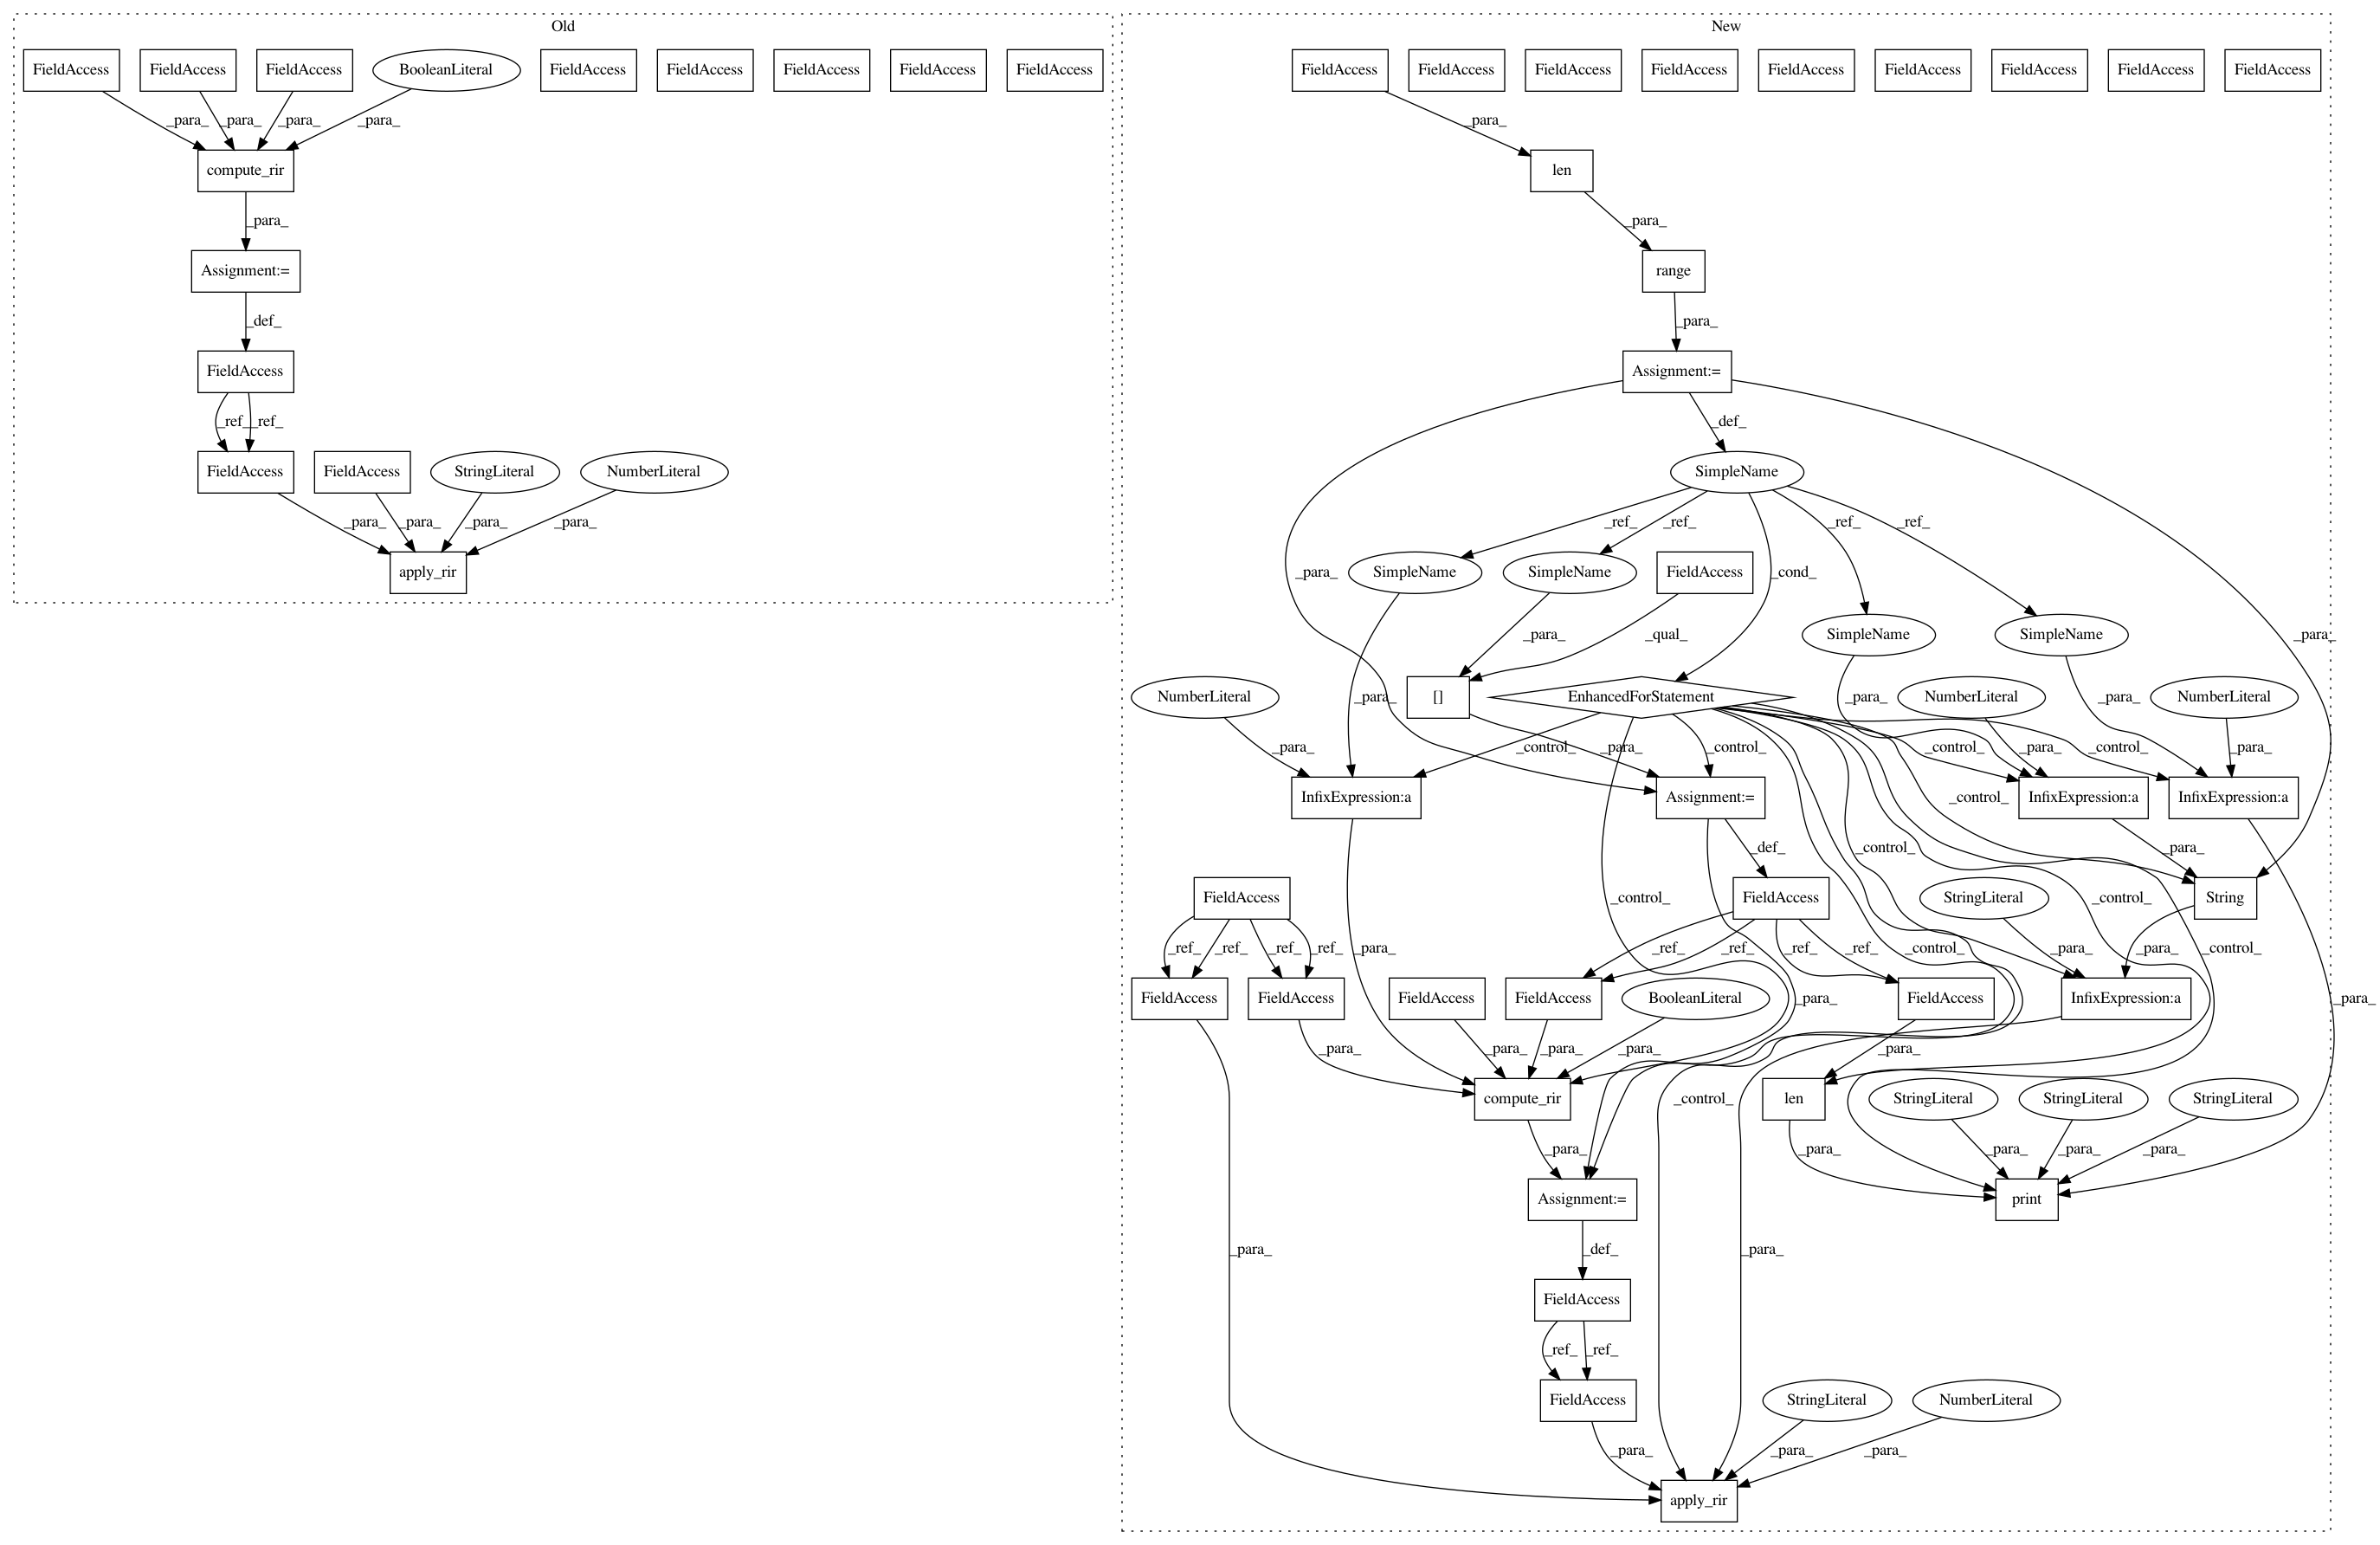 Old
New
FieldAccess
FieldAccess
FieldAccess
BooleanLiteral
FieldAccess
FieldAccess
FieldAccess
FieldAccess
FieldAccess
FieldAccess
FieldAccess
FieldAccess
FieldAccess
FieldAccess
FieldAccess
FieldAccess
FieldAccess
FieldAccess
_para_
_para_
_para_
_para_
_para_
compute_rir
len
_para_
_para_
Assignment:=
range
_def_
_para_
FieldAccess
Assignment:=
_ref_
_ref_
_def_
FieldAccess
FieldAccess
StringLiteral
NumberLiteral
SimpleName
_para_
_para_
_para_
_para_
_ref_
_ref_
_ref_
_ref_
apply_rir
_para_
SimpleName
SimpleName
FieldAccess
_cond_
_para_
_qual_
SimpleName
SimpleName
_para_
NumberLiteral
_para_
[]
EnhancedForStatement
_para_
NumberLiteral
_para_
NumberLiteral
_para_
_control_
_para_
_control_
_control_
_para_
_control_
_para_
InfixExpression:a
Assignment:=
_control_
InfixExpression:a
InfixExpression:a
_def_
_control_
_para_
FieldAccess
_control_
FieldAccess
StringLiteral
_control_
String
_ref_
_ref_
_ref_
_ref_
_para_
_ref_
_ref_
_ref_
_ref_
_control_
_para_
_para_
_control_
FieldAccess
FieldAccess
FieldAccess
FieldAccess
BooleanLiteral
_para_
FieldAccess
InfixExpression:a
_para_
_para_
_para_
_para_
_para_
_para_
compute_rir
_control_
len
StringLiteral
StringLiteral
StringLiteral
_para_
_para_
_para_
_para_
_para_
Assignment:=
print
_para_
_def_
_para_
FieldAccess
_ref_
_ref_
FieldAccess
StringLiteral
NumberLiteral
_para_
_para_
_para_
apply_rir